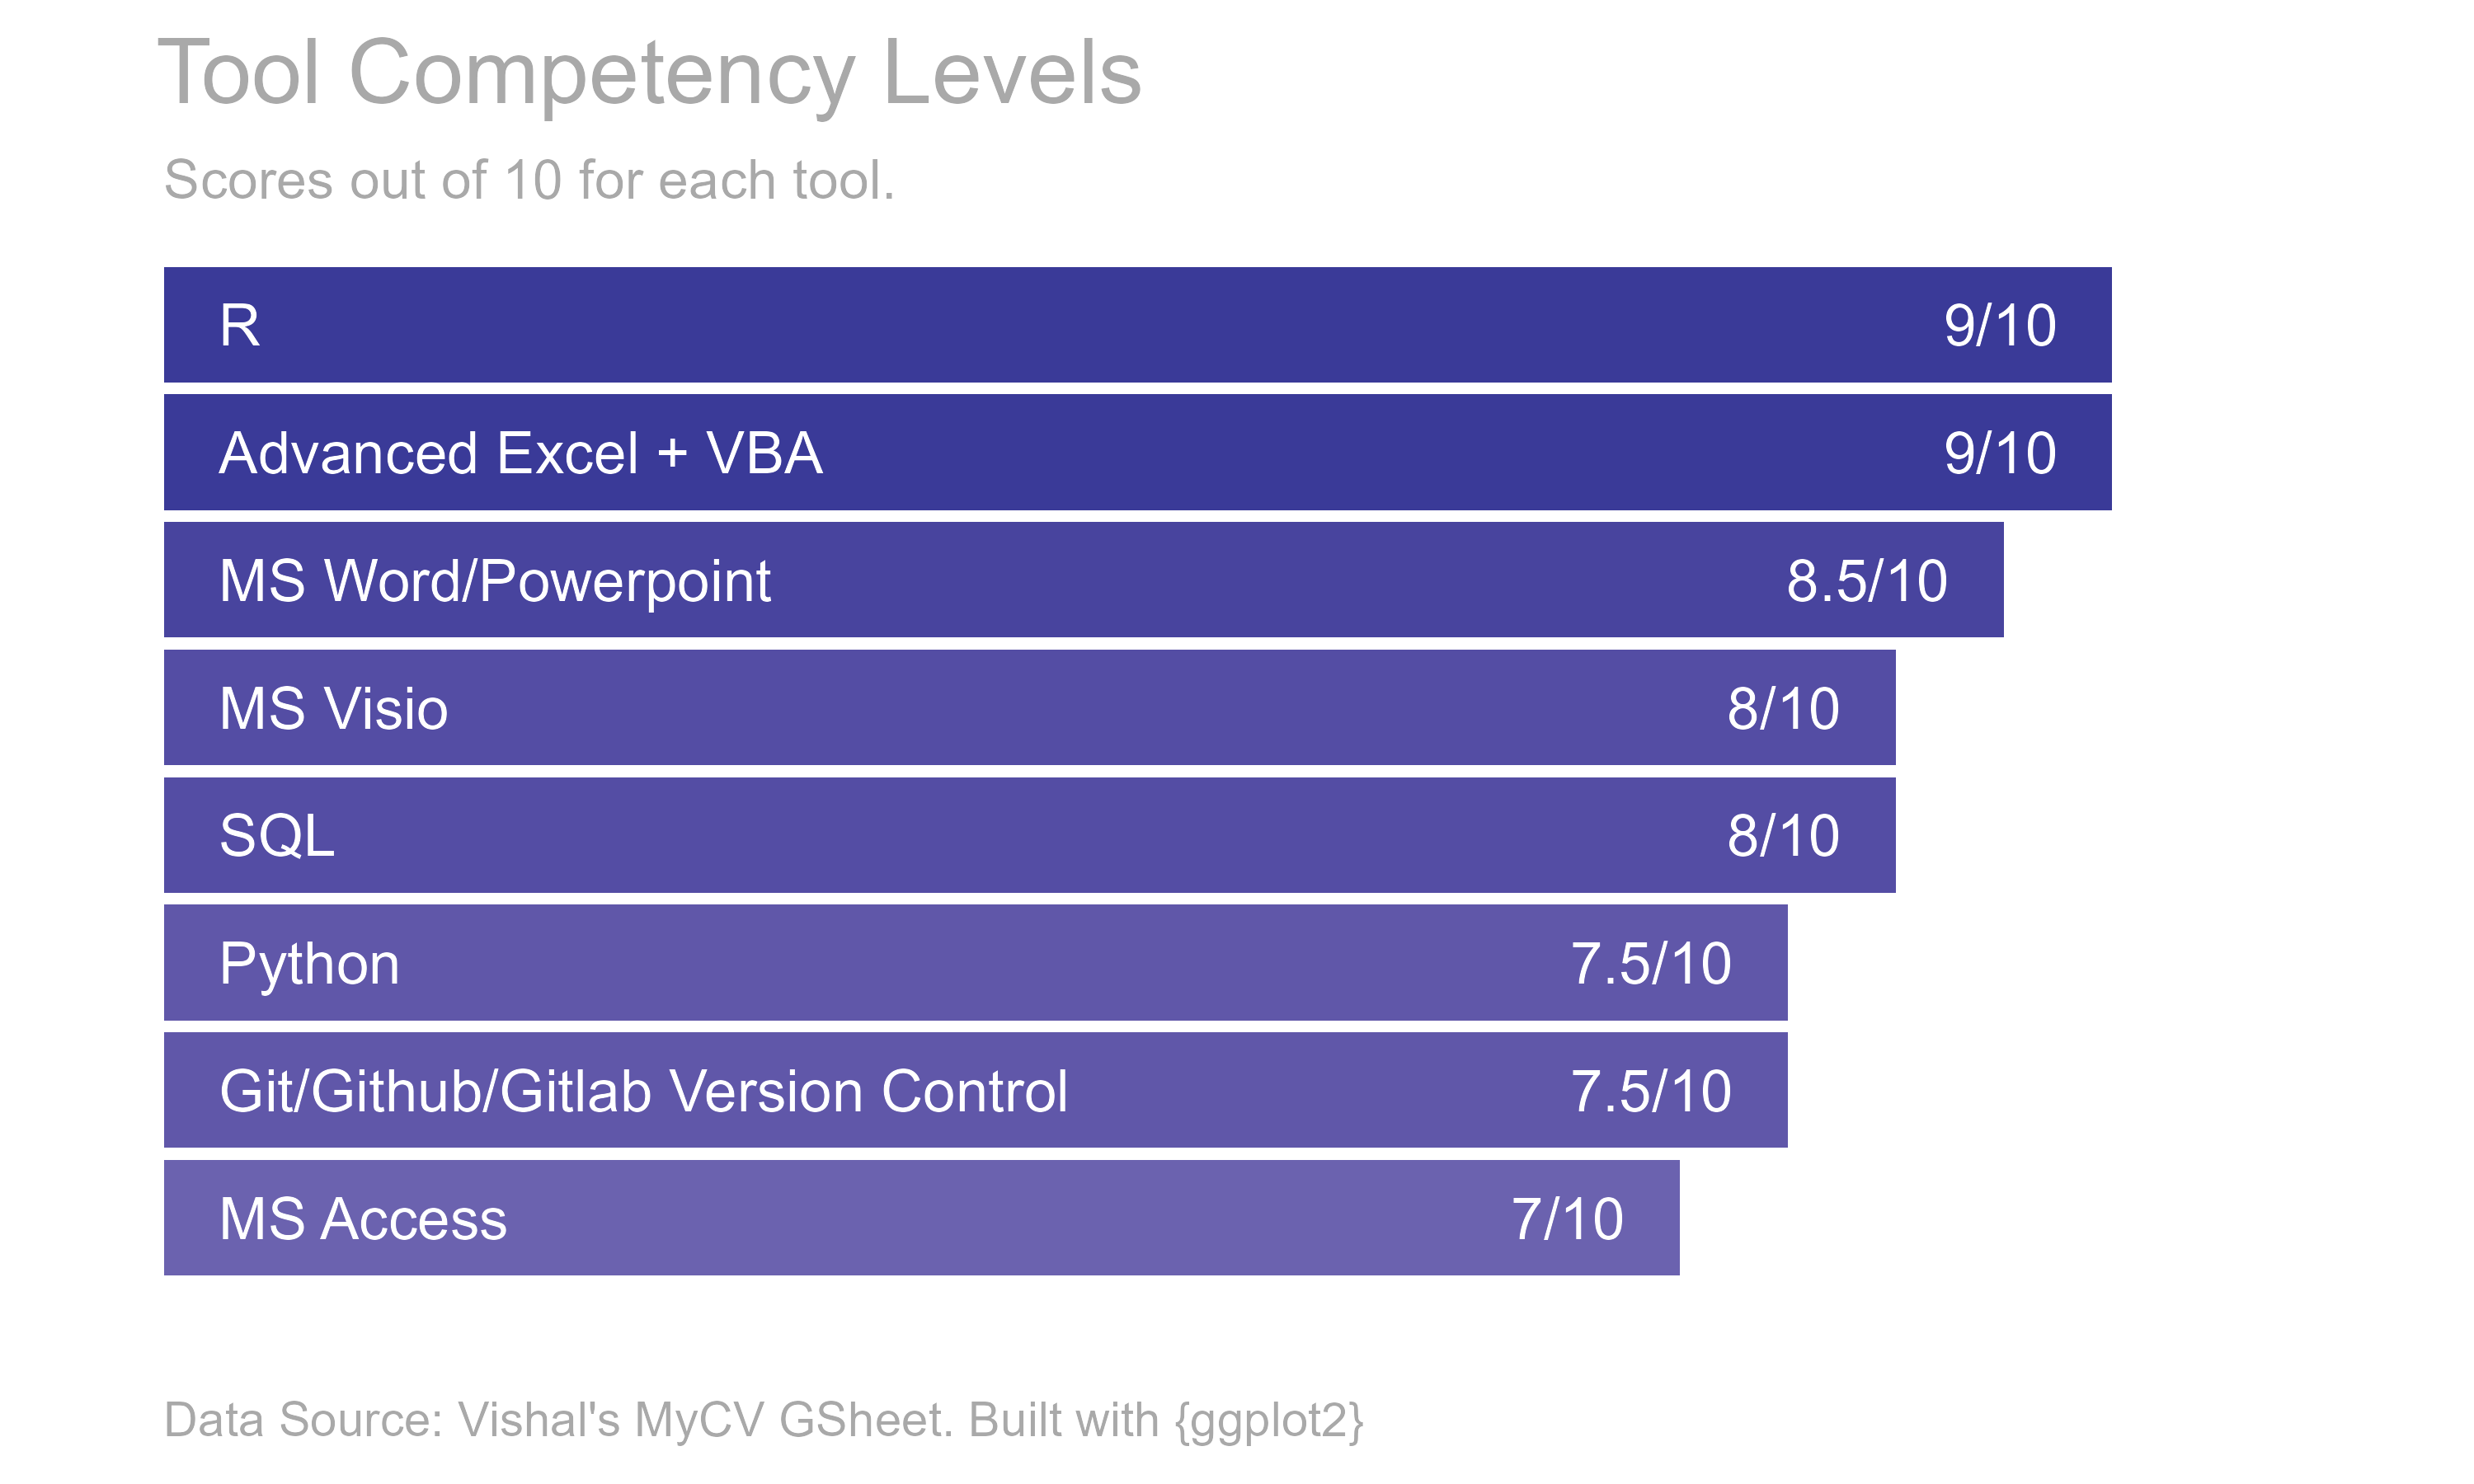 Tool Competency Levels
Scores out of 10 for each tool.
R 9/10
Advanced Excel + VBA 9/10
MS Word/Powerpoint 8.5/10
MS Visio 8/10
SQL 8/10
Python 7.5/10
Git/Github/Gitlab Version Control 7.5/10
MS Access 7/10
Data Source: Vishal's MyCV GSheet. Built with {ggplot2}